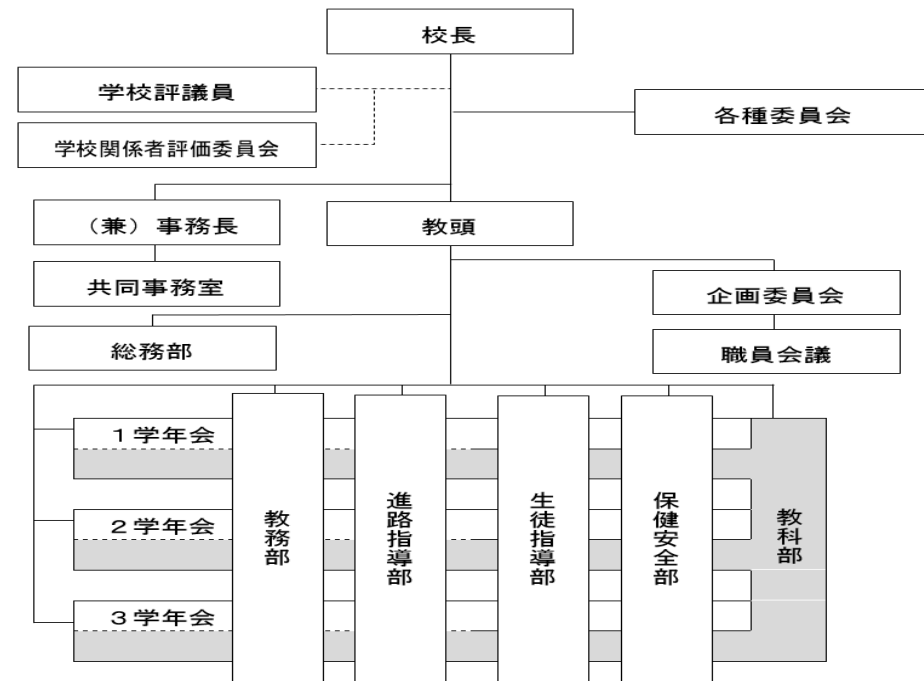 校長
学校評議員
各種委員会
学校関係者評価委員会
（兼）事務長
教頭
共同事務室
企画委員会
総務部
職員会議
１学年会
２学年会
３学年会
教務部
進路指導部
生徒指導部
保健安全部
教科部